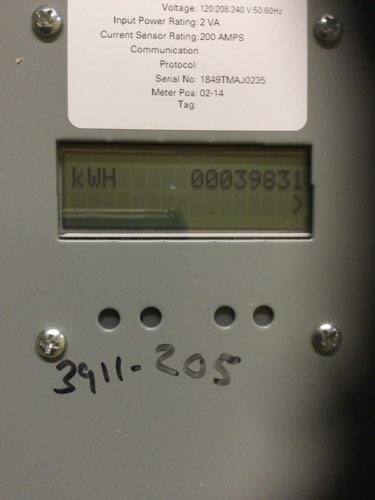 Voltage: 120:208:240 V:50:60Hz
Input Power Rating: 2 VA
Current Sensor Rating: 200 AMPS
Communication
Protocol:
Serial No: 1849TMAJ0235
Meter Pos: 02-14
Tag:
kWH 00039831
>
3911-205